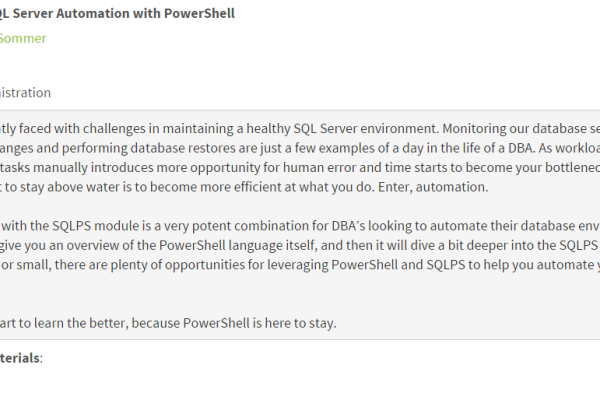 QL Server Automation with PowerShell
Sommer
istration
tly faced with challenges in maintaining a healthy SQL Server environment. Monitoring our database se
anges and performing database restores are just a few examples of a day in the life of a DBA. As workloa
tasks manually introduces more opportunity for human error and time starts to become your bottlenec
t to stay above water is to become more efficient at what you do. Enter, automation.
with the SQLPS module is a very potent combination for DBA's looking to automate their database envi
give you an overview of the PowerShell language itself, and then it will dive a bit deeper into the SQLPS
or small, there are plenty of opportunities for leveraging PowerShell and SQLPS to help you automate y
art to learn the better, because PowerShell is here to stay.
terials: